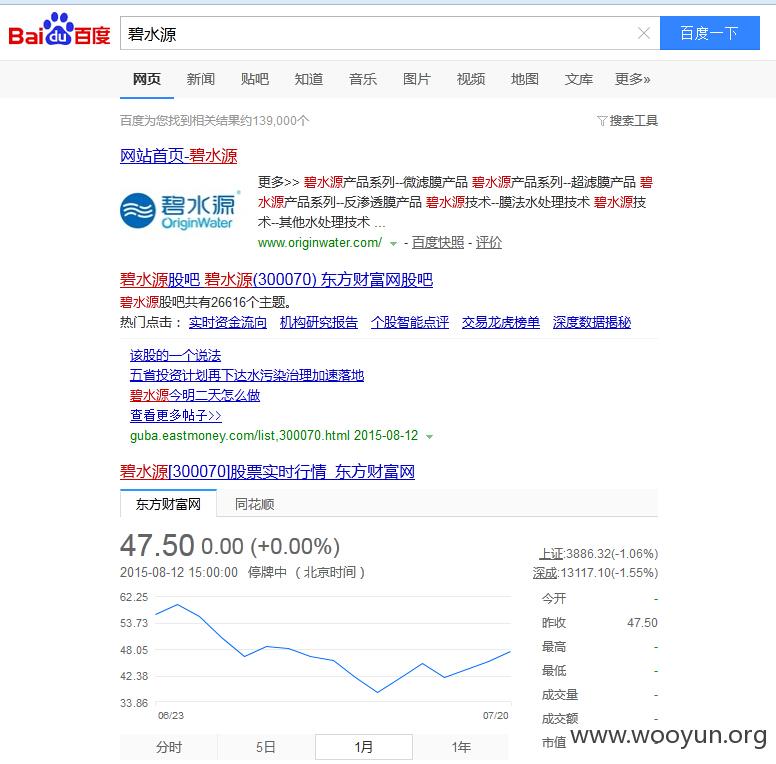 Bai du 百度
碧水源
百度一下
网页 新闻 贴吧 知道 音乐 图片 视频 地图 文库 更多»
百度为您找到相关结果约139,000个
搜索工具
网站首页-碧水源
碧水源
OriginWater
更多>> 碧水源产品系列--微滤膜产品 碧水源产品系列--超滤膜产品 碧
水源产品系列--反渗透膜产品 碧水源技术--膜法水处理技术 碧水源技
术--其他水处理技术 ...
www.originwater.com/ - 百度快照 - 评价
碧水源股吧 碧水源(300070) 东方财富网股吧
碧水源股吧共有26616个主题。
热门点击： 实时资金流向 机构研究报告 个股智能点评 交易龙虎榜单 深度数据揭秘
该股的一个说法
五省投资计划再下达水污染治理加速落地
碧水源今明二天怎么做
查看更多帖子>>
guba.eastmoney.com/list,300070.html 2015-08-12
碧水源[300070]股票实时行情_东方财富网
东方财富网 同花顺
47.50 0.00 (+0.00%)
2015-08-12 15:00:00 停牌中 （北京时间）
上证:3886.32(-1.06%)
深成:13117.10(-1.55%)
62.25
53.73
48.05
42.38
33.86
06/23 07/20
今开 -
昨收 47.50
最高 -
最低 -
成交量 -
成交额 -
市值 -
分时 5日 1月 1年
www.wooyun.org